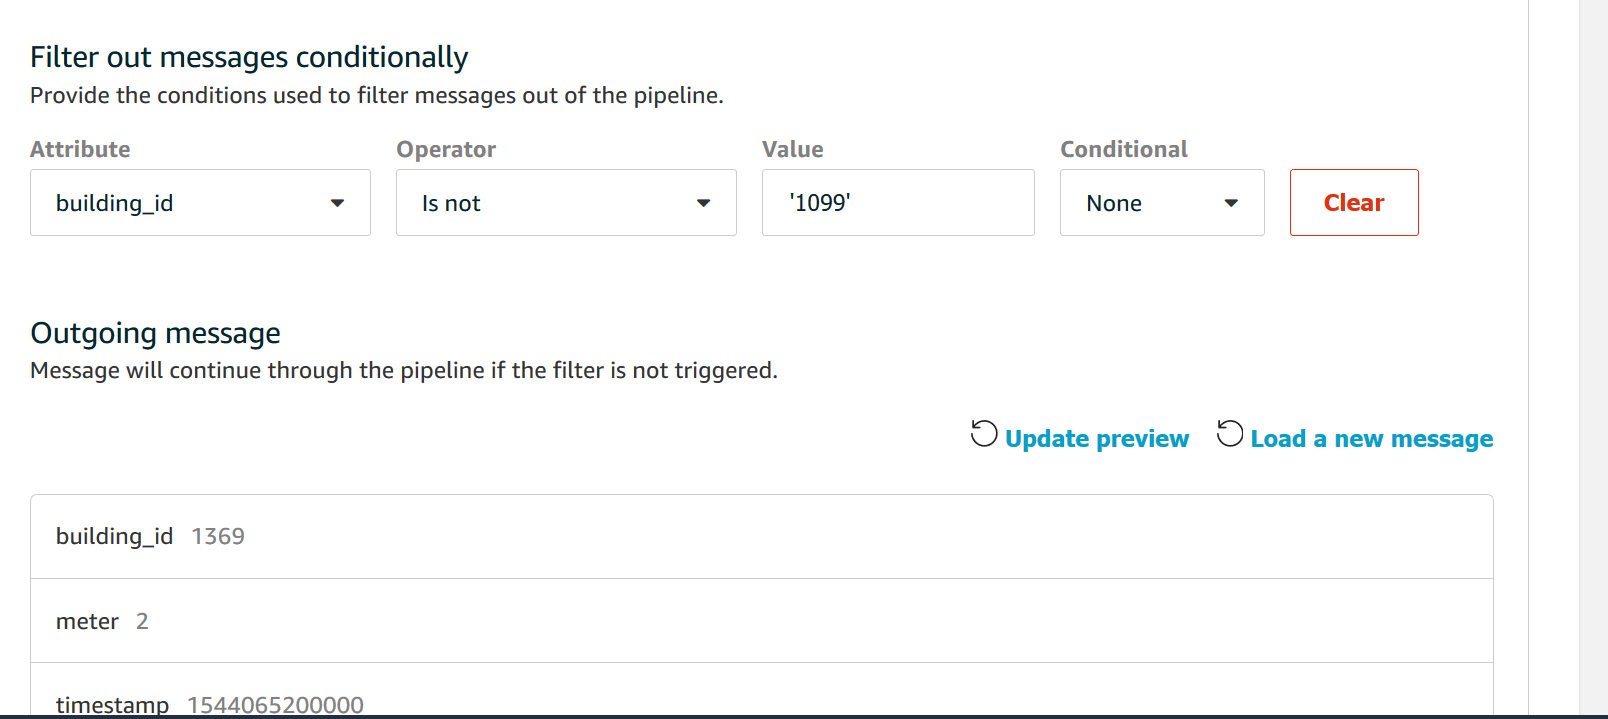 Filter out messages conditionally
Provide the conditions used to filter messages out of the pipeline.
Attribute Operator Value Conditional
building_id Is not '1099' None Clear
Outgoing message
Message will continue through the pipeline if the filter is not triggered.
Update preview Load a new message
building_id 1369
meter 2
timestamp 1544065200000